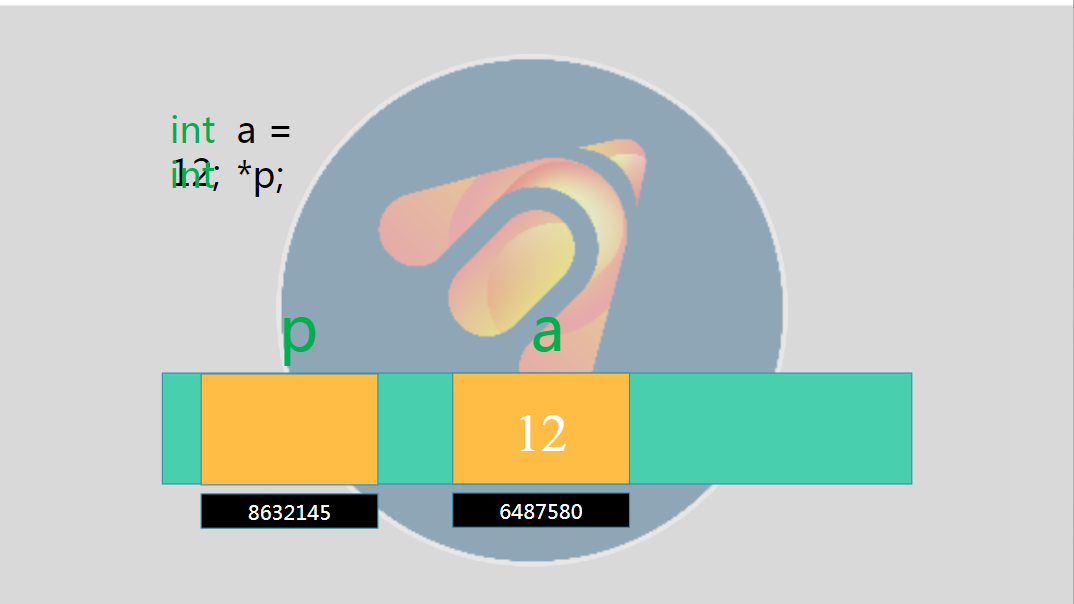 int a =
12;
int *p;
p a
12
8632145 6487580